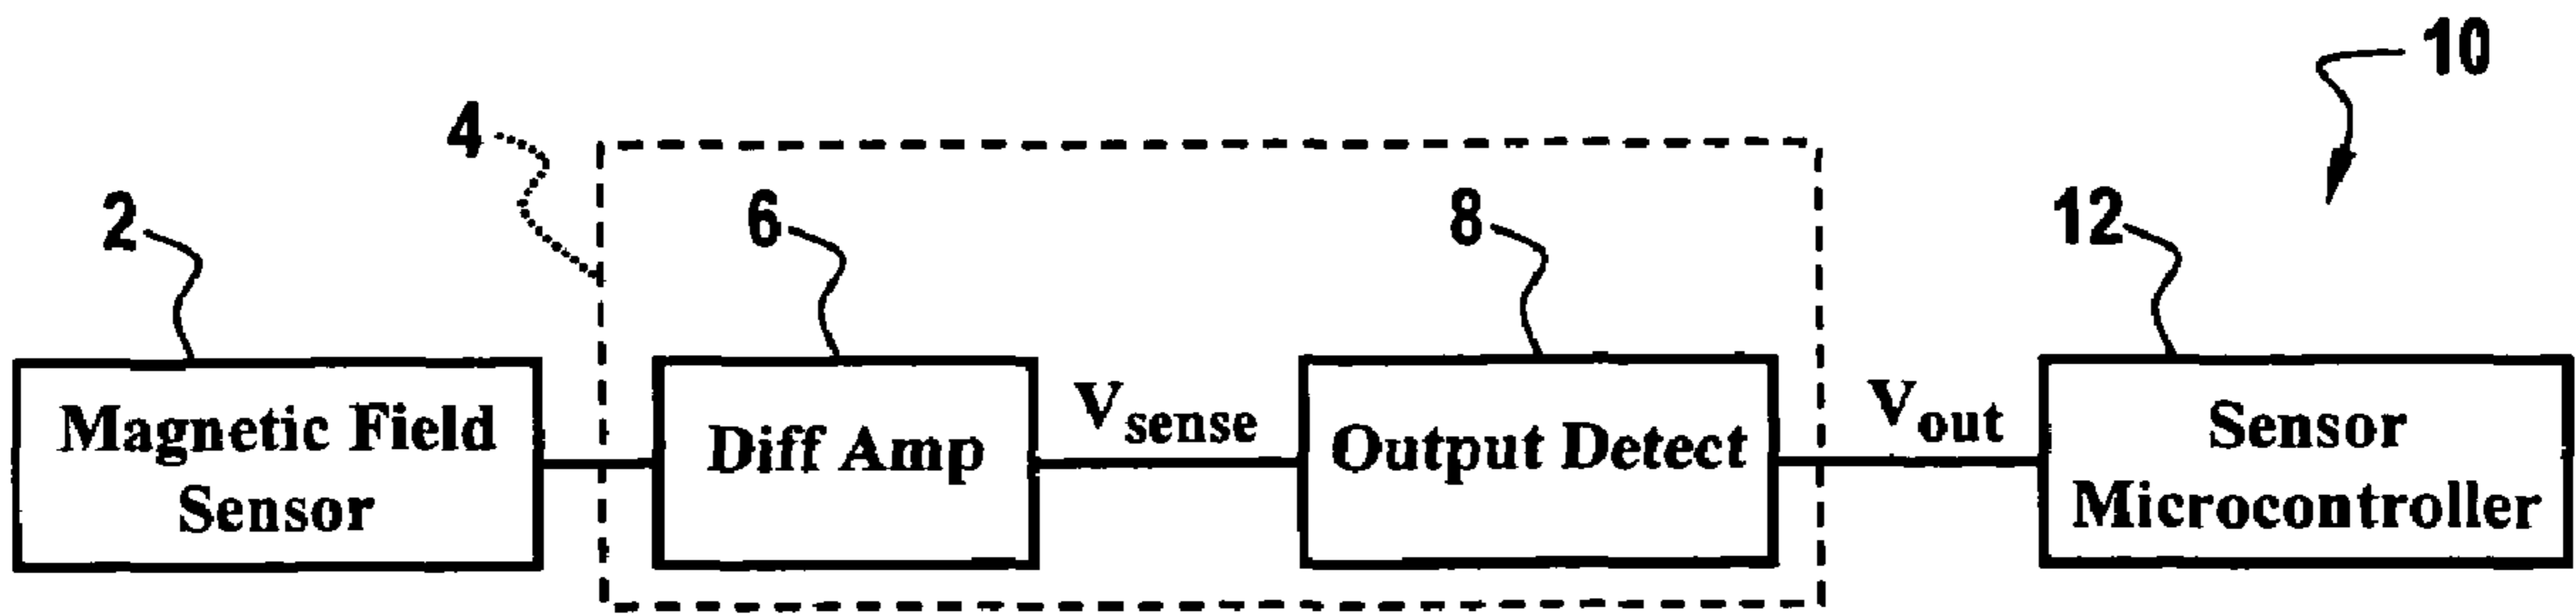 10
4
2
6
8
12
Magnetic Field
Sensor
Diff Amp
Vsense
Output Detect
Vout
Sensor
Microcontroller